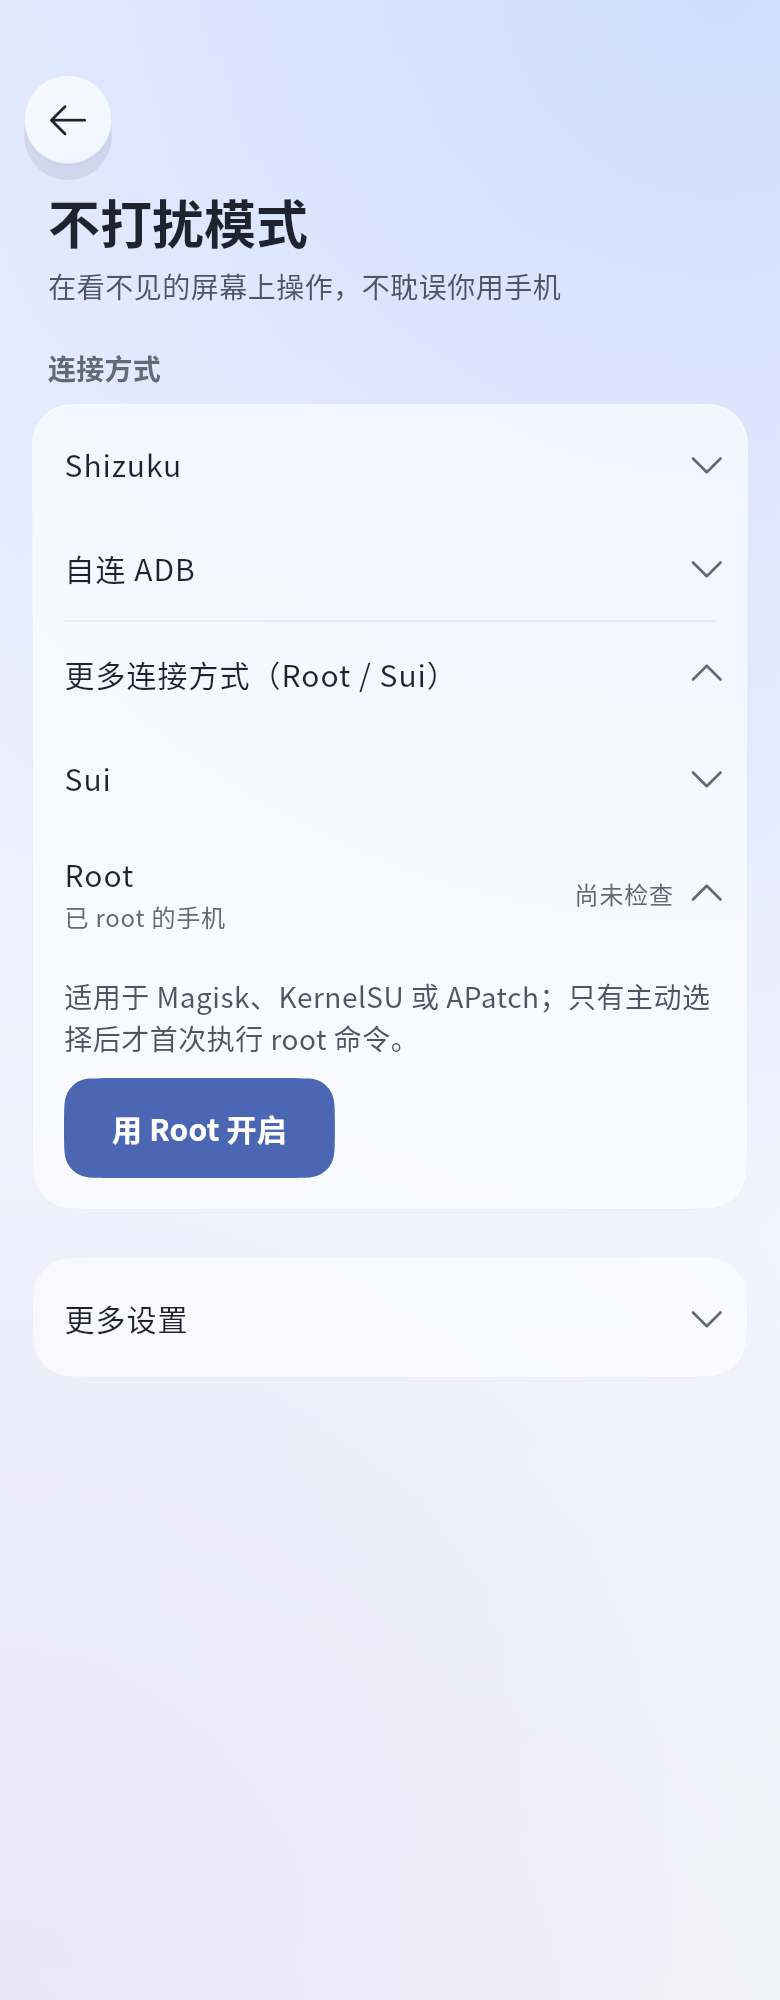 不打扰模式
在看不见的屏幕上操作，不耽误你用手机
连接方式
Shizuku
自连 ADB
更多连接方式（Root / Sui）
Sui
Root
已 root 的手机
尚未检查
适用于 Magisk、KernelSU 或 APatch；只有主动选
择后才首次执行 root 命令。
用 Root 开启
更多设置